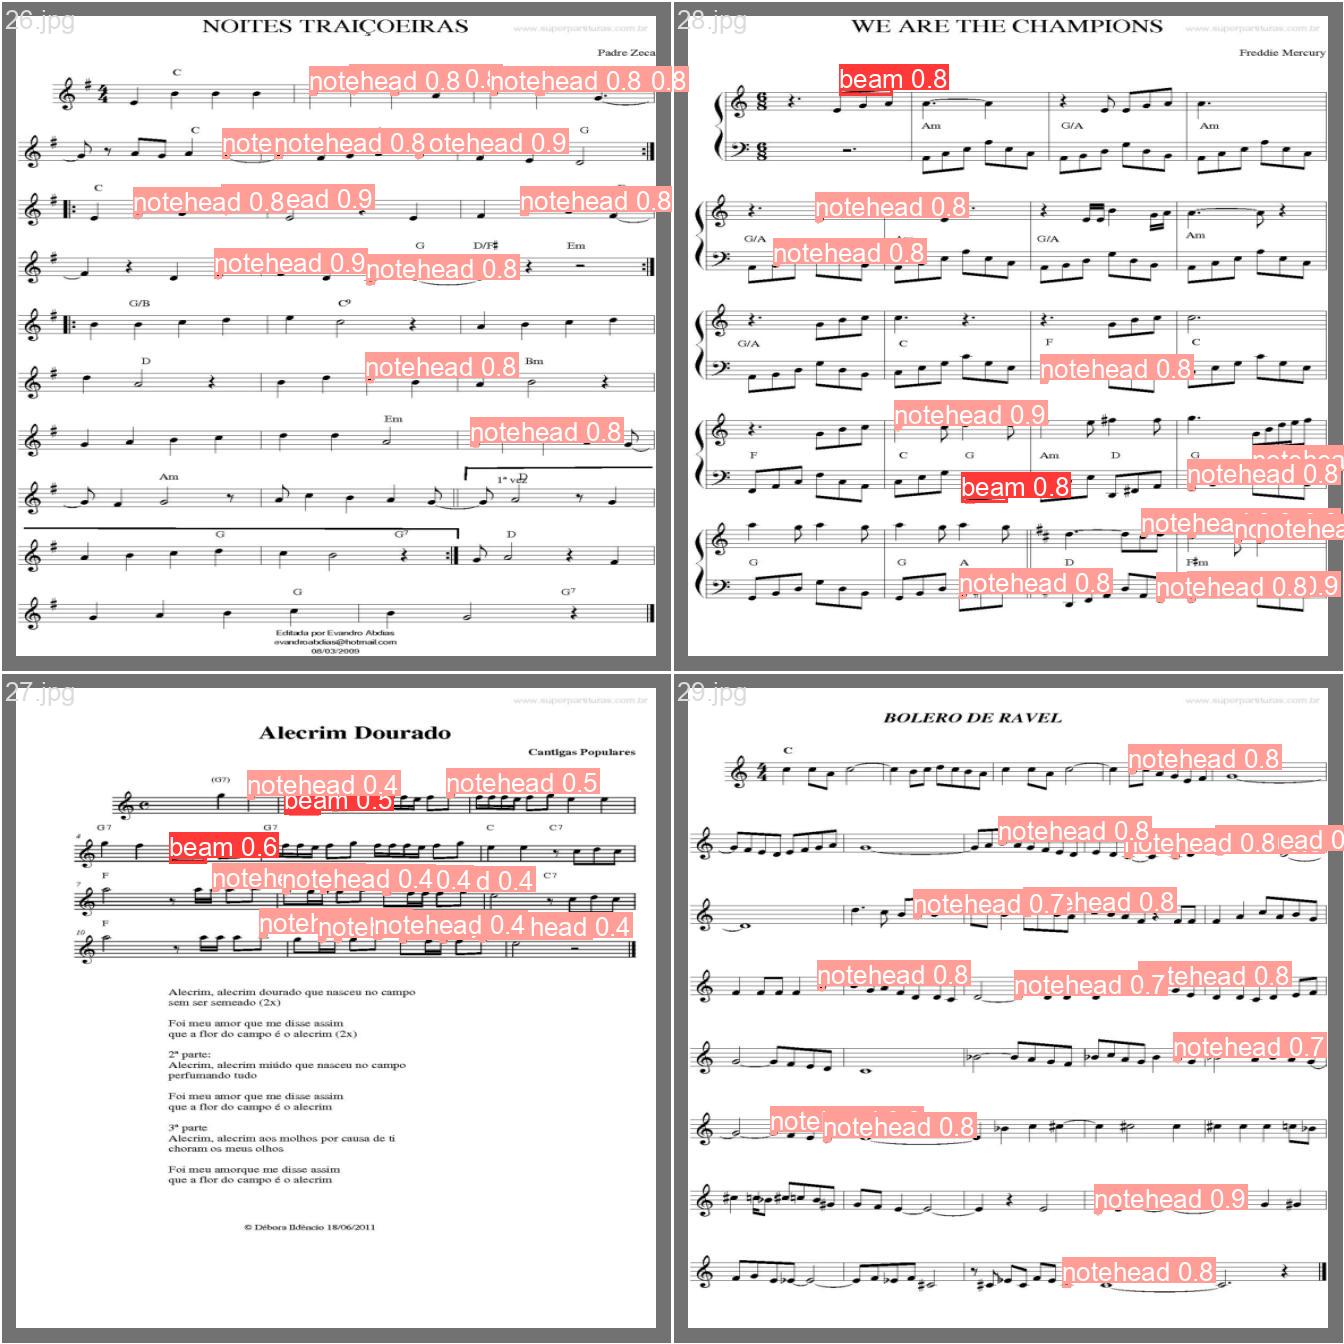 26.jpg
NOITES TRAIÇOEIRAS
www.superpartituras.com.br
Padre Zeca
C
notehead 0.8
0.8
notehead 0.8
0.8
C
G
note
notehead 0.8
otehead 0.9
C
notehead 0.8
ead 0.9
notehead 0.8
G
D/F#
Em
notehead 0.9
notehead 0.8
G/B
C9
D
Bm
notehead 0.8
Em
notehead 0.8
Am
1ª vez
D
G
G7
D
G
G7
Editada por Evandro Abdias
evandroabdias@hotmail.com
08/03/2009
28.jpg
WE ARE THE CHAMPIONS
www.superpartituras.com.br
Freddie Mercury
beam 0.8
Am
G/A
Am
notehead 0.8
G/A
Am
G/A
Am
notehead 0.8
G/A
C
F
C
notehead 0.8
notehead 0.9
F
C
G
Am
D
G
notehead
notehead 0.8
beam 0.8
notehea
no
notehea
G
G
A
D
F#m
notehead 0.8
notehead 0.8
0.9
27.jpg
www.superpartituras.com.br
Alecrim Dourado
Cantigas Populares
(G7)
notehead 0.4
beam 0.5
notehead 0.5
4
G7
G7
C
C7
beam 0.6
7
F
C7
notehe
notehead 0.4
0.4
d 0.4
10
F
noteh
notel
notehead 0.4
head 0.4
Alecrim, alecrim dourado que nasceu no campo
sem ser semeado (2x)
Foi meu amor que me disse assim
que a flor do campo é o alecrim (2x)
2ª parte:
Alecrim, alecrim miúdo que nasceu no campo
perfumando tudo
Foi meu amor que me disse assim
que a flor do campo é o alecrim
3ª parte
Alecrim, alecrim aos molhos por causa de ti
choram os meus olhos
Foi meu amorque me disse assim
que a flor do campo é o alecrim
© Débora Ildêncio 18/06/2011
29.jpg
www.superpartituras.com.br
BOLERO DE RAVEL
C
notehead 0.8
notehead 0.8
notehead 0.8
ead 0
notehead 0.7
ehead 0.8
notehead 0.8
notehead 0.7
tehead 0.8
notehead 0.7
note
notehead 0.8
notehead 0.9
notehead 0.8